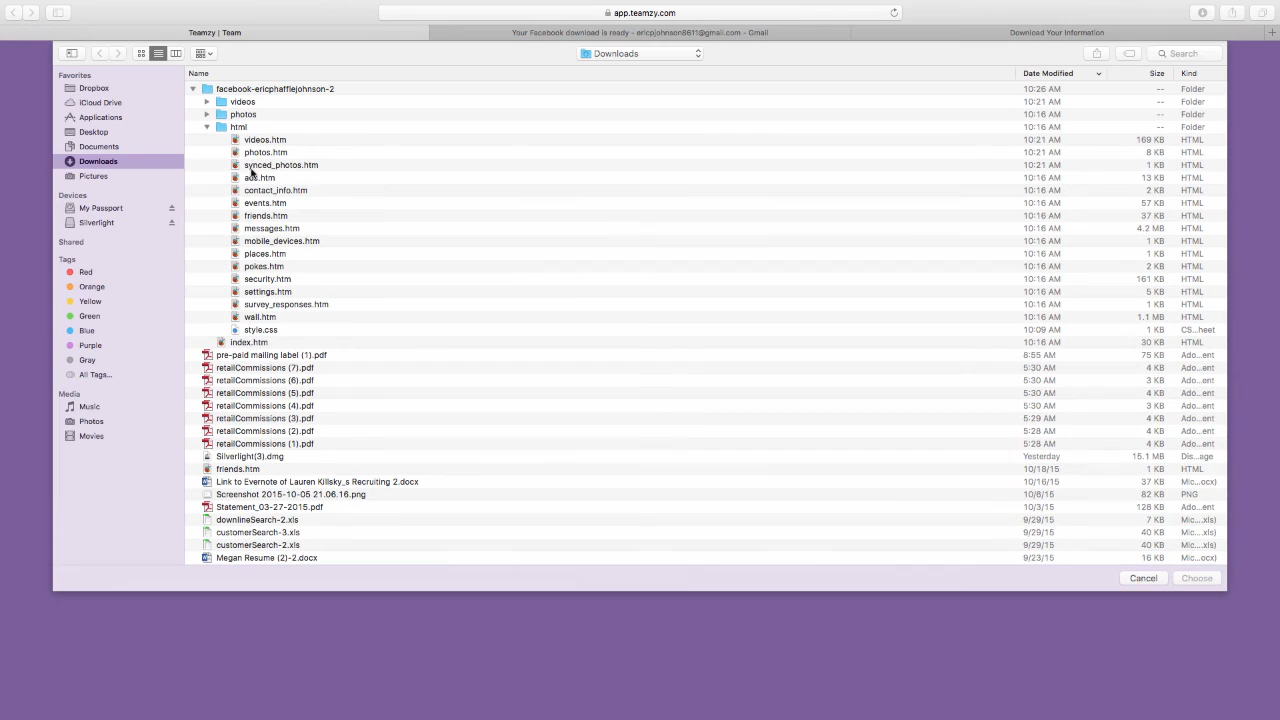 app.teamzy.com
Teamzy | Team
Your Facebook download is ready - ericpjohnson8611@gmail.com - Gmail
Download Your Information
Downloads
Search
Favorites
Dropbox
iCloud Drive
Applications
Desktop
Documents
Downloads
Pictures
Devices
My Passport
Silverlight
Shared
Tags
Red
Orange
Yellow
Green
Blue
Purple
Gray
All Tags...
Media
Music
Photos
Movies
Name Date Modified Size Kind
facebook-ericphafflejohnson-2 10:26 AM -- Folder
videos 10:21 AM -- Folder
photos 10:16 AM -- Folder
html 10:16 AM -- Folder
videos.htm 10:21 AM 169 KB HTML
photos.htm 10:21 AM 8 KB HTML
synced_photos.htm 10:21 AM 1 KB HTML
ads.htm 10:16 AM 13 KB HTML
contact_info.htm 10:16 AM 2 KB HTML
events.htm 10:16 AM 57 KB HTML
friends.htm 10:16 AM 37 KB HTML
messages.htm 10:16 AM 4.2 MB HTML
mobile_devices.htm 10:16 AM 1 KB HTML
places.htm 10:16 AM 1 KB HTML
pokes.htm 10:16 AM 2 KB HTML
security.htm 10:16 AM 161 KB HTML
settings.htm 10:16 AM 5 KB HTML
survey_responses.htm 10:16 AM 1 KB HTML
wall.htm 10:16 AM 1.1 MB HTML
style.css 10:09 AM 1 KB CS...heet
index.htm 10:16 AM 30 KB HTML
pre-paid mailing label (1).pdf 8:55 AM 75 KB Ado...ent
retailCommissions (7).pdf 5:30 AM 4 KB Ado...ent
retailCommissions (6).pdf 5:30 AM 3 KB Ado...ent
retailCommissions (5).pdf 5:30 AM 4 KB Ado...ent
retailCommissions (4).pdf 5:30 AM 4 KB Ado...ent
retailCommissions (3).pdf 5:29 AM 4 KB Ado...ent
retailCommissions (2).pdf 5:28 AM 4 KB Ado...ent
retailCommissions (1).pdf 5:28 AM 4 KB Ado...ent
Silverlight(3).dmg Yesterday 15.1 MB Dis...age
friends.htm 10/18/15 1 KB HTML
Link to Evernote of Lauren Killsky_s Recruiting 2.docx 10/16/15 37 KB Mic...ocx)
Screenshot 2015-10-05 21.06.16.png 10/8/15 82 KB PNG
Statement_03-27-2015.pdf 10/3/15 128 KB Ado...ent
downlineSearch-2.xls 9/29/15 7 KB Mic...xls)
customerSearch-3.xls 9/29/15 40 KB Mic...xls)
customerSearch-2.xls 9/29/15 40 KB Mic...xls)
Megan Resume (2)-2.docx 9/23/15 16 KB Mic...ocx)
Cancel
Choose